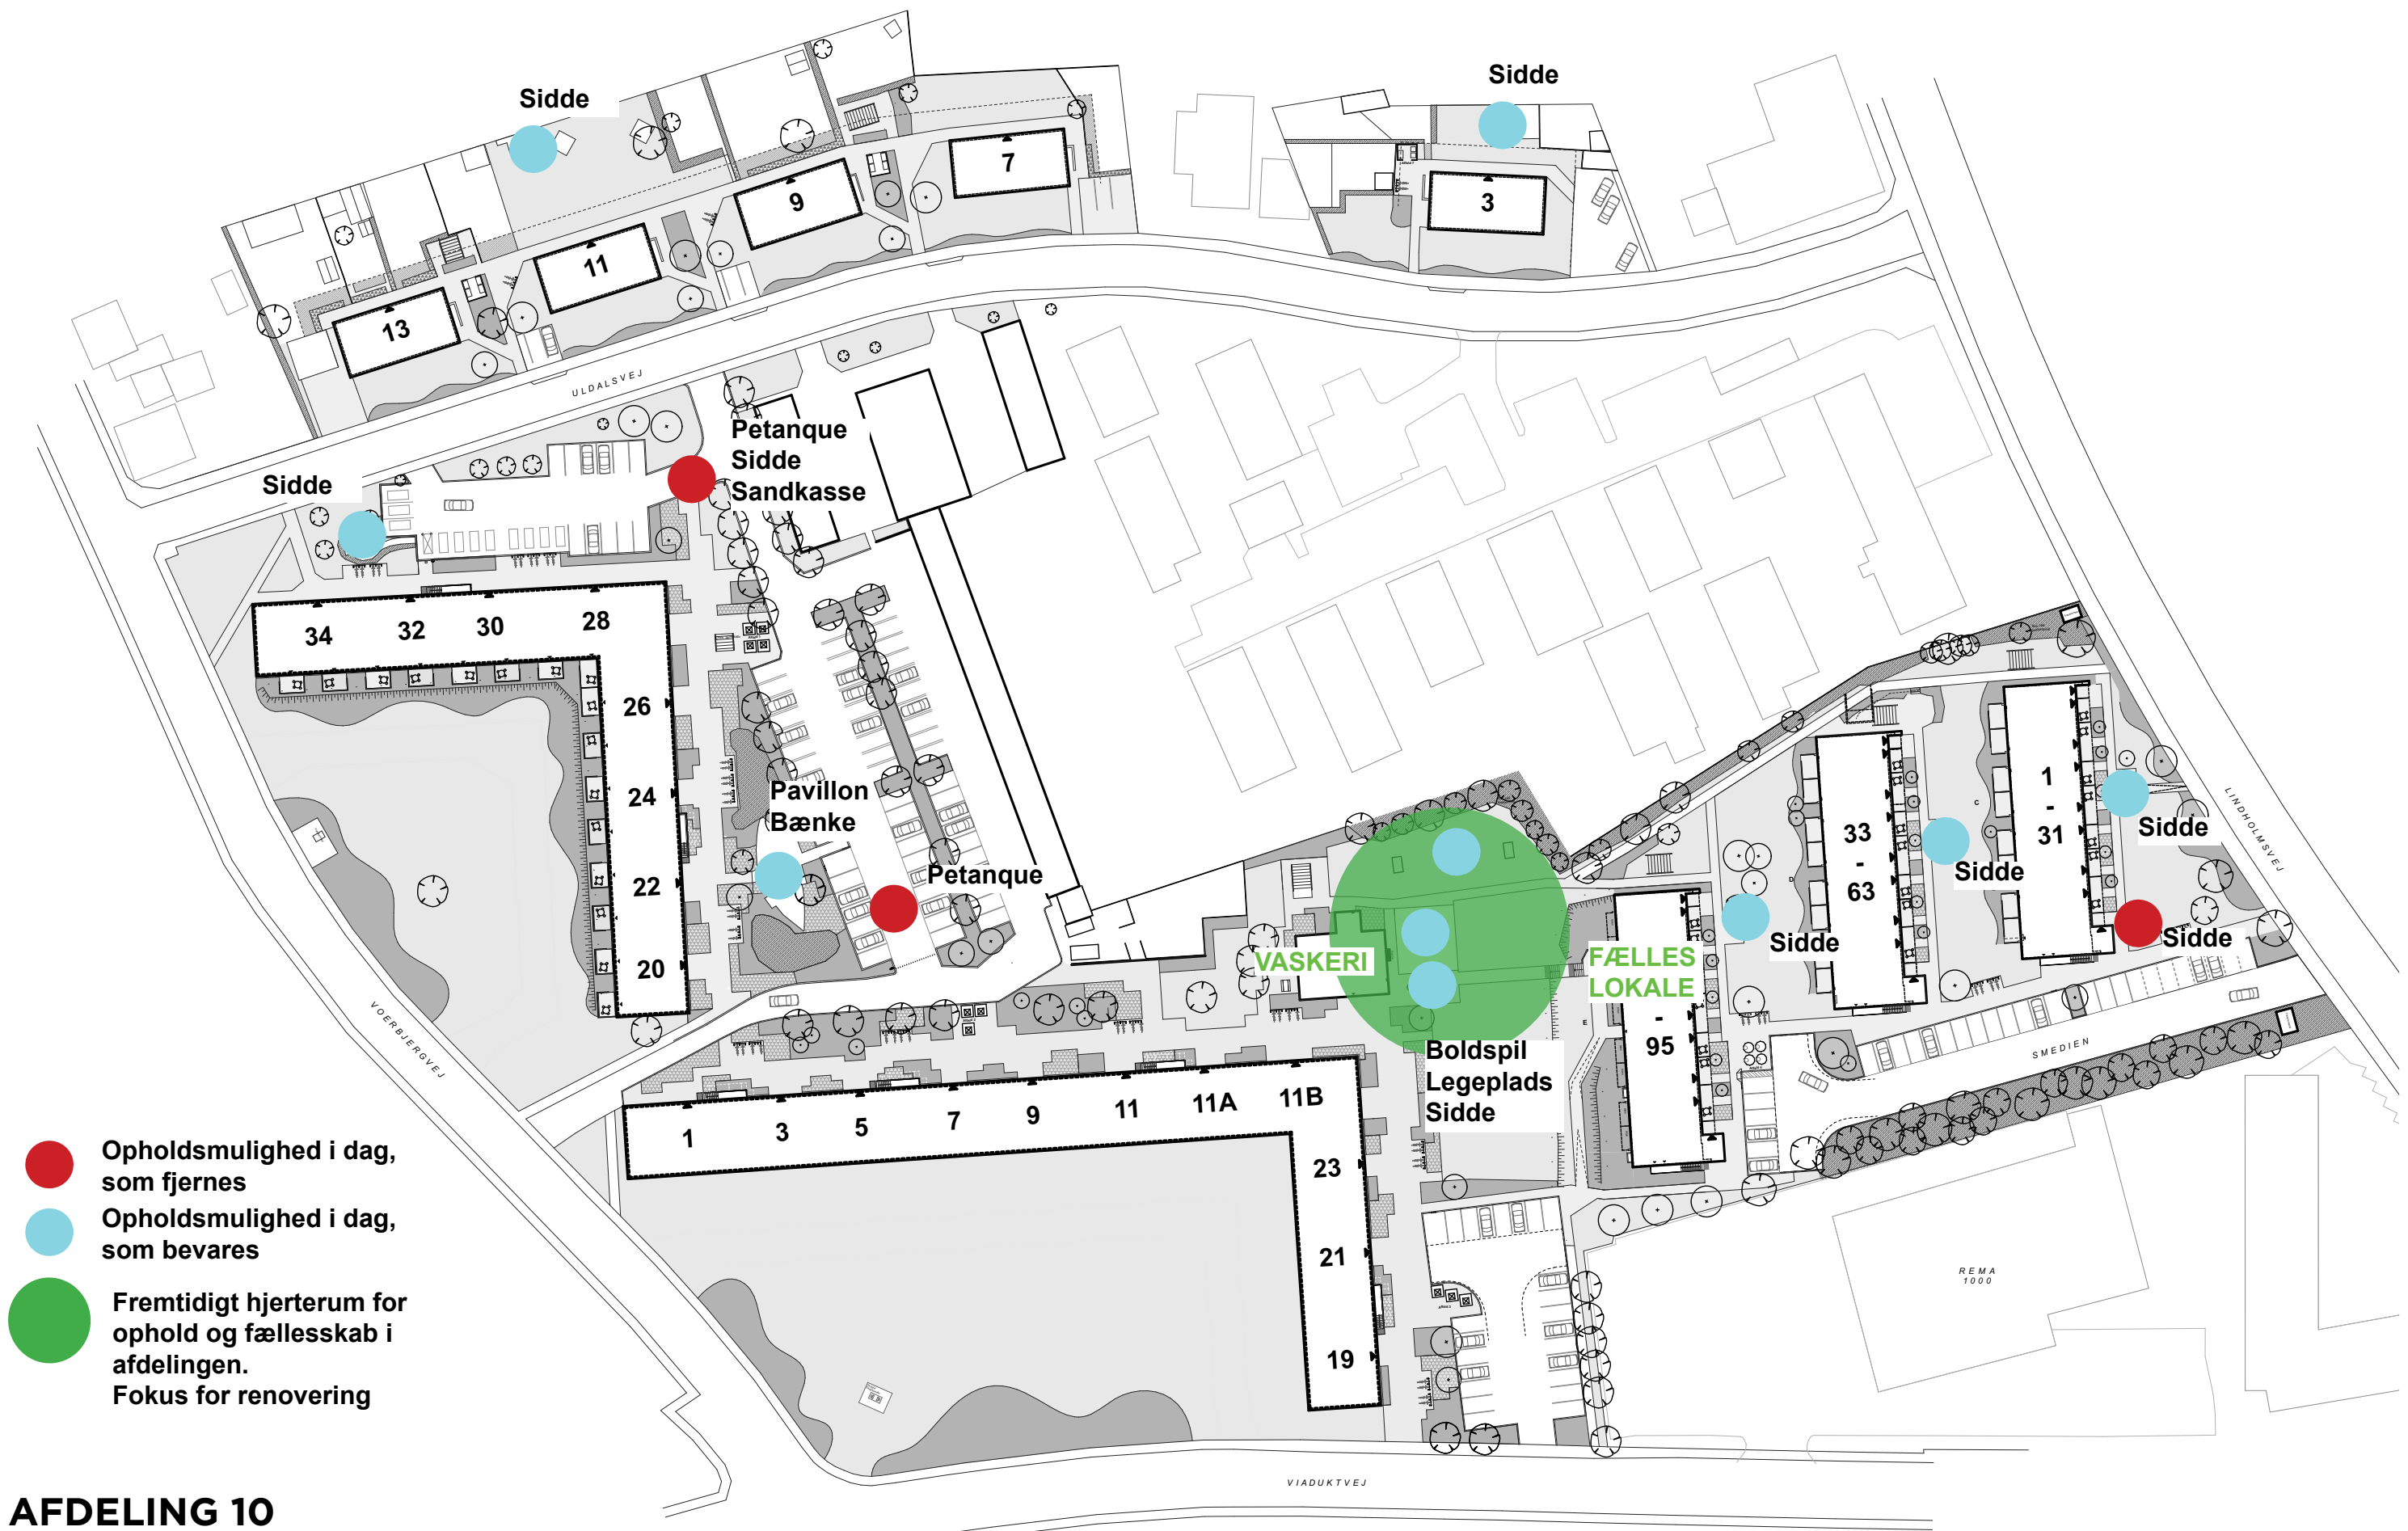 Sidde
Sidde
7
3
9
11
13
ULDALSVEJ
Petanque
Sidde
Sandkasse
Sidde
34
32
30
28
26
24
22
20
Pavillon
Bænke
Petanque
VOERBJERGVEJ
1
-
31
33
-
63
Sidde
Sidde
Sidde
Sidde
LINDHOLMSVEJ
C
D
E
VASKERI
FÆLLES
LOKALE
-
95
SMEDIEN
Boldspil
Legeplads
Sidde
1
3
5
7
9
11
11A
11B
23
21
19
REMA
1000
VIADUKTVEJ
Opholdsmulighed i dag,
som fjernes
Opholdsmulighed i dag,
som bevares
Fremtidigt hjerterum for
ophold og fællesskab i
afdelingen.
Fokus for renovering
AFDELING 10